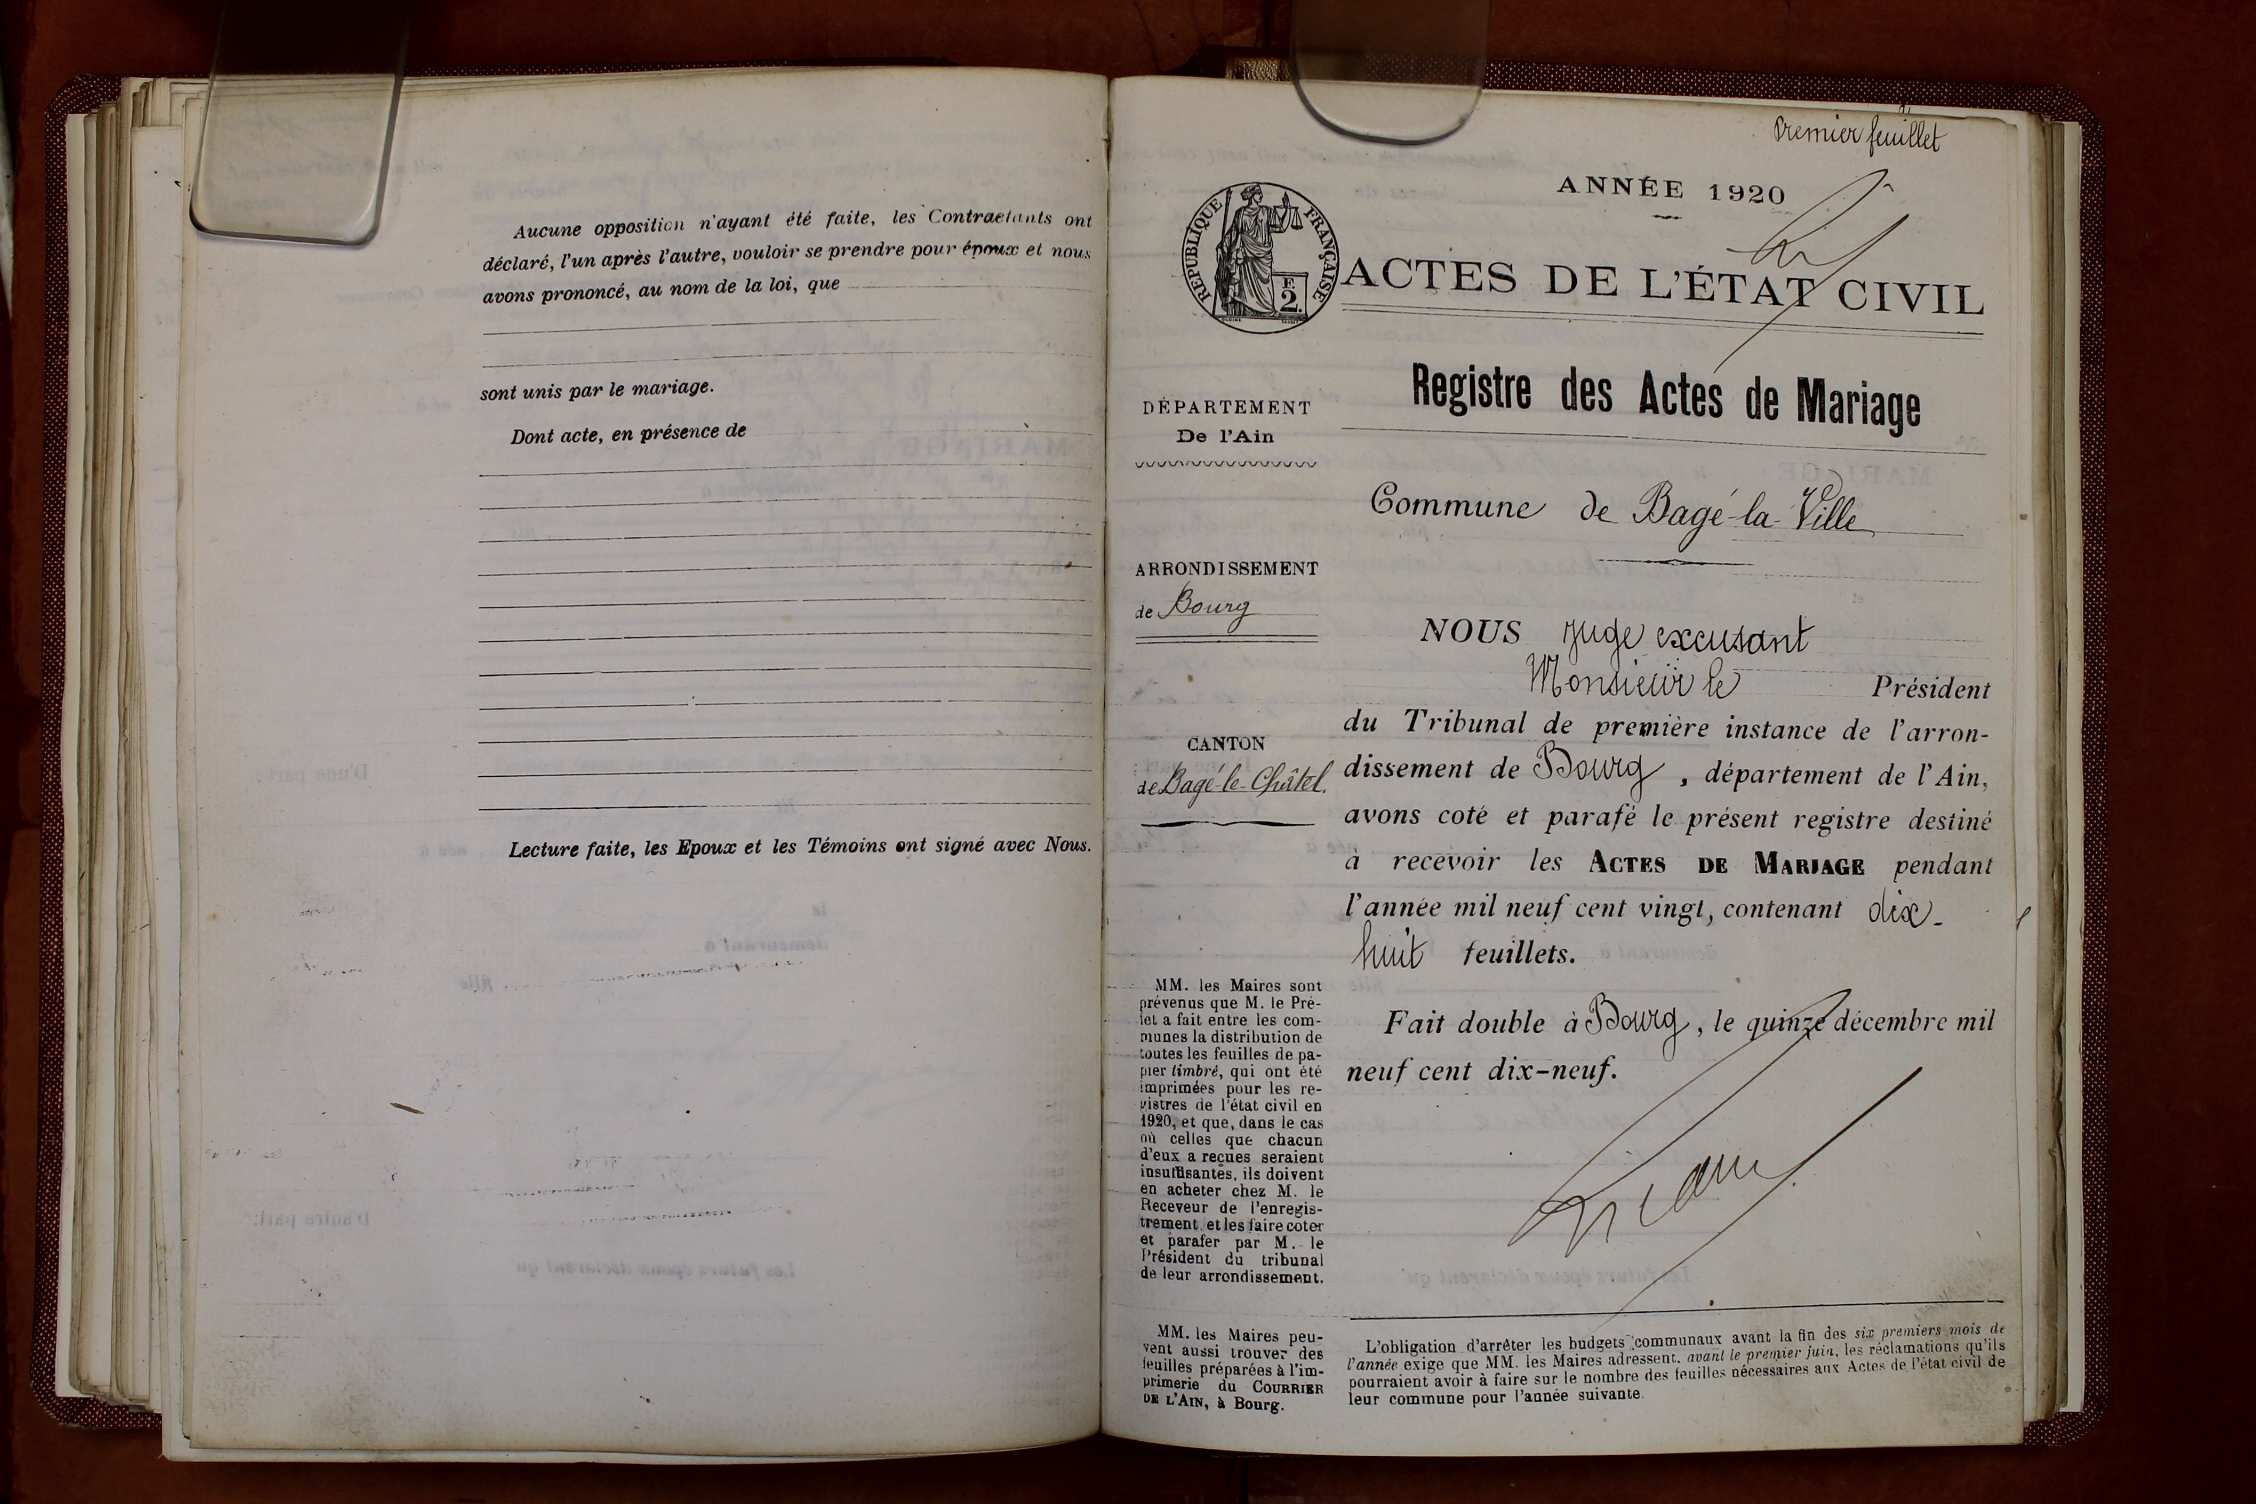 Aucune opposition n'ayant été faite, les Contractants ont
déclaré, l'un après l'autre, vouloir se prendre pour époux et nous
avons prononcé, au nom de la loi, que
sont unis par le mariage.
Dont acte, en présence de
Lecture faite, les Epoux et les Témoins ont signé avec Nous.
Premier feuillet
ANNÉE 1920
RÉPUBLIQUE FRANÇAISE
E
2.
ACTES DE L'ÉTAT CIVIL
Registre des Actes de Mariage
DÉPARTEMENT
De l'Ain
Commune de Bagé-la-Ville
ARRONDISSEMENT
de Bourg
CANTON
de Bagé-le-Châtel.
NOUS Juge excusant
Monsieur le Président
du Tribunal de première instance de l'arron-
dissement de Bourg, département de l'Ain,
avons coté et parafé le présent registre destiné
à recevoir les ACTES DE MARIAGE pendant
l'année mil neuf cent vingt, contenant dix-
huit feuillets.
Fait double à Bourg, le quinze décembre mil
neuf cent dix-neuf.
MM. les Maires sont
prévenus que M. le Pré-
fet a fait entre les com-
munes la distribution de
toutes les feuilles de pa-
pier timbré, qui ont été
imprimées pour les re-
gistres de l'état civil en
1920, et que, dans le cas
où celles que chacun
d'eux a reçues seraient
insuffisantes, ils doivent
en acheter chez M. le
Receveur de l'enregis-
trement et les faire coter
et parafer par M. le
Président du tribunal
de leur arrondissement.
MM. les Maires peu-
vent aussi trouver des
feuilles préparées à l'im-
primerie du COURRIER
DE L'AIN, à Bourg.
L'obligation d'arrêter les budgets communaux avant la fin des six premiers mois de
l'année exige que MM. les Maires adressent, avant le premier juin, les réclamations qu'ils
pourraient avoir à faire sur le nombre des feuilles nécessaires aux Actes de l'état civil de
leur commune pour l'année suivante.